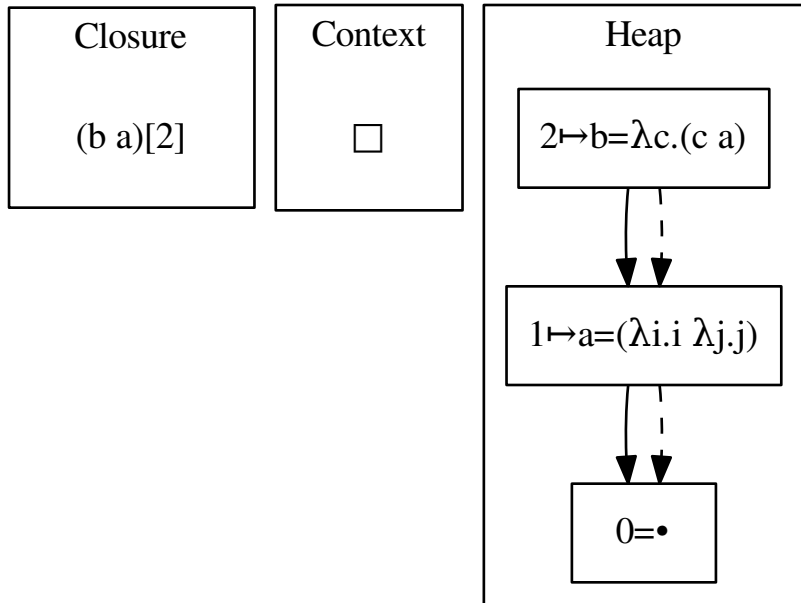 Closure
(b a)[2]
Context
□
Heap
2↦b=λc.(c a)
1↦a=(λi.i λj.j)
0=•